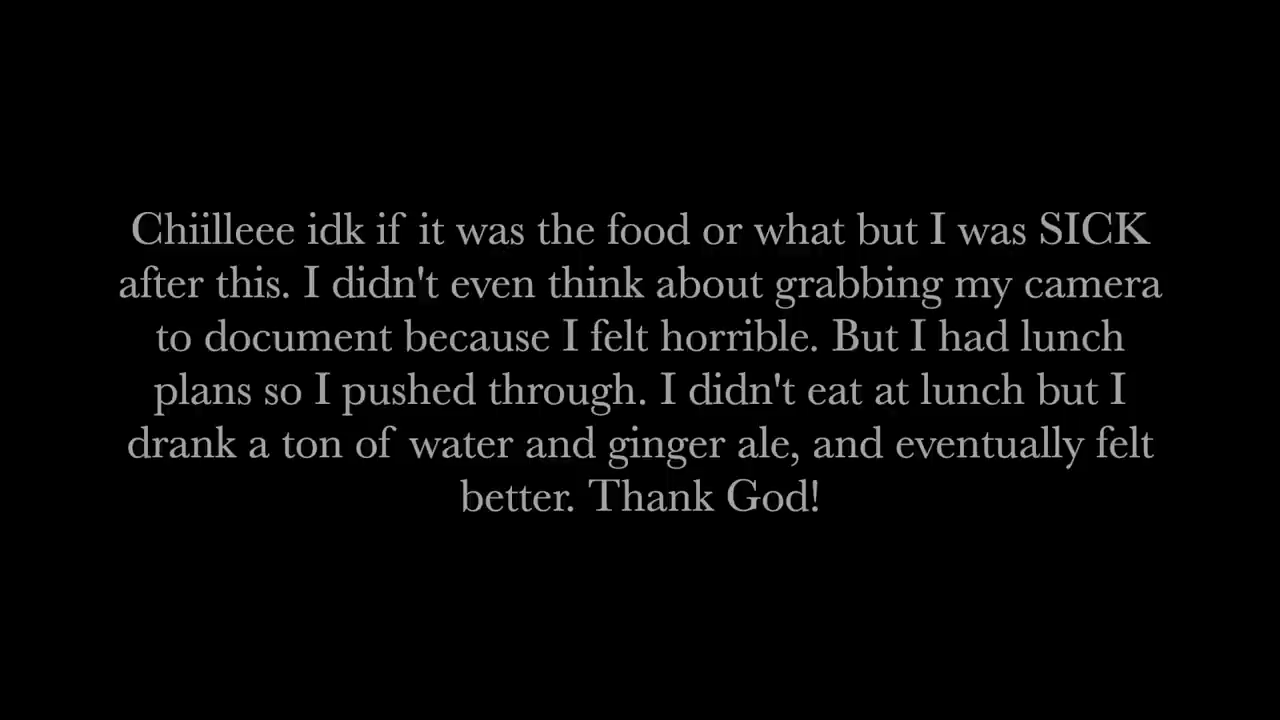 Chiilleee idk if it was the food or what but I was SICK
after this. I didn't even think about grabbing my camera
to document because I felt horrible. But I had lunch
plans so I pushed through. I didn't eat at lunch but I
drank a ton of water and ginger ale, and eventually felt
better. Thank God!